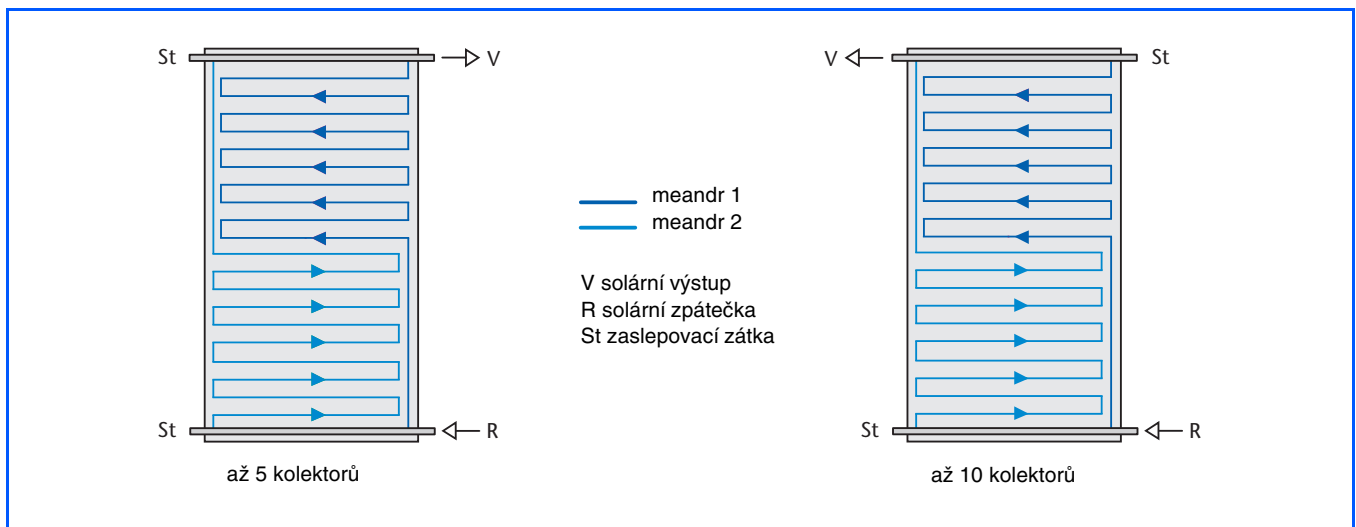 St
V
V
St
meandr 1
meandr 2
V solární výstup
R solární zpátečka
St zaslepovací zátka
St
R
St
R
až 5 kolektorů
až 10 kolektorů